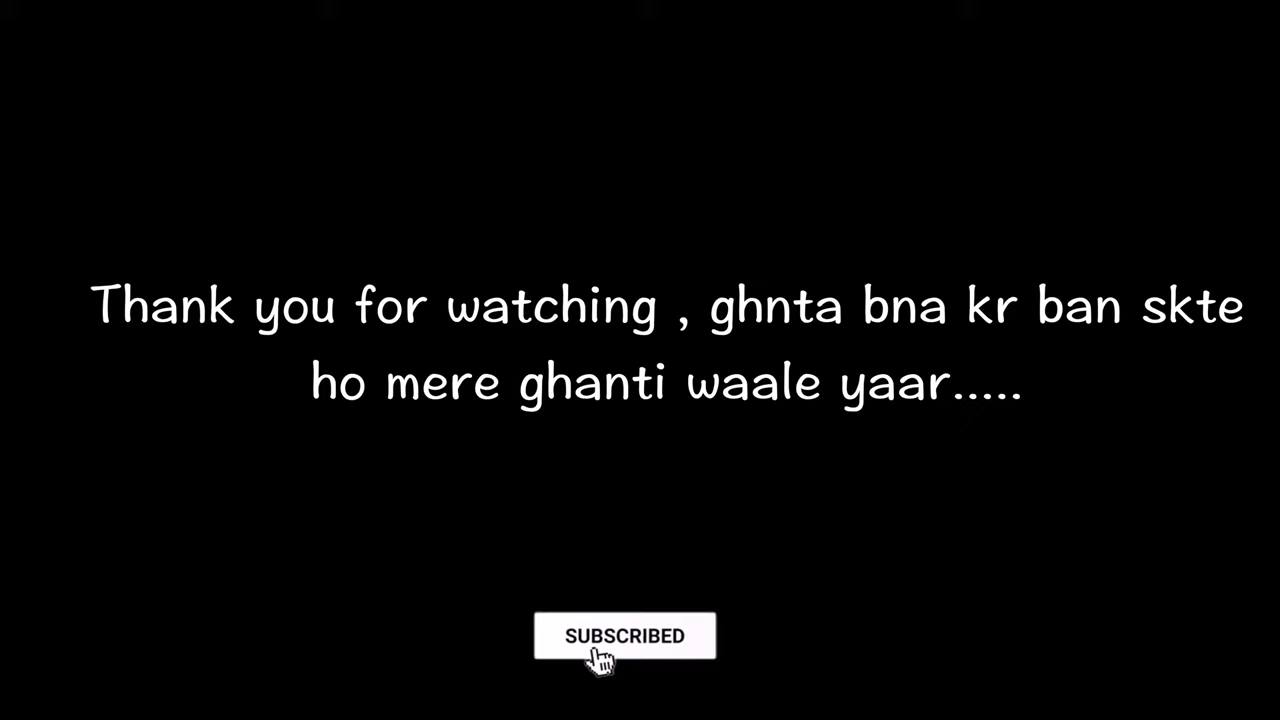 Thank you for watching , ghnta bna kr ban skte
ho mere ghanti waale yaar.....
SUBSCRIBED